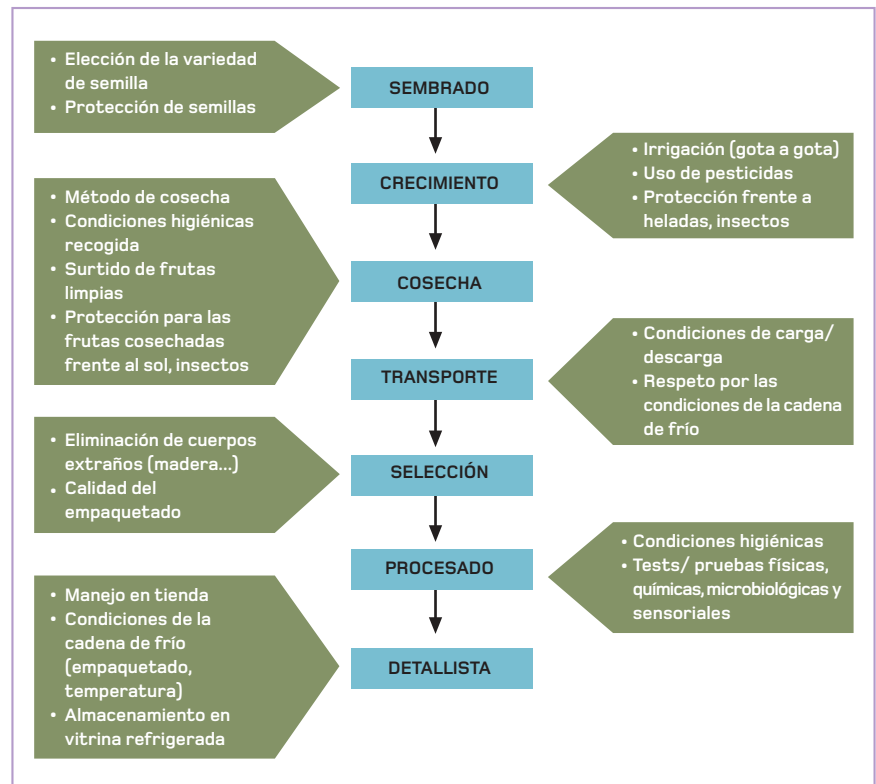 • Elección de la variedad
de semilla
• Protección de semillas
SEMBRADO
CRECIMIENTO
• Irrigación (gota a gota)
• Uso de pesticidas
• Protección frente a
heladas, insectos
• Método de cosecha
• Condiciones higiénicas
recogida
• Surtido de frutas
limpias
• Protección para las
frutas cosechadas
frente al sol, insectos
COSECHA
TRANSPORTE
• Condiciones de carga/
descarga
• Respeto por las
condiciones de la cadena
de frío
• Eliminación de cuerpos
extraños (madera...)
• Calidad del
empaquetado
SELECCIÓN
PROCESADO
• Condiciones higiénicas
• Tests/ pruebas físicas,
químicas, microbiológicas y
sensoriales
• Manejo en tienda
• Condiciones de la
cadena de frío
(empaquetado,
temperatura)
• Almacenamiento en
vitrina refrigerada
DETALLISTA